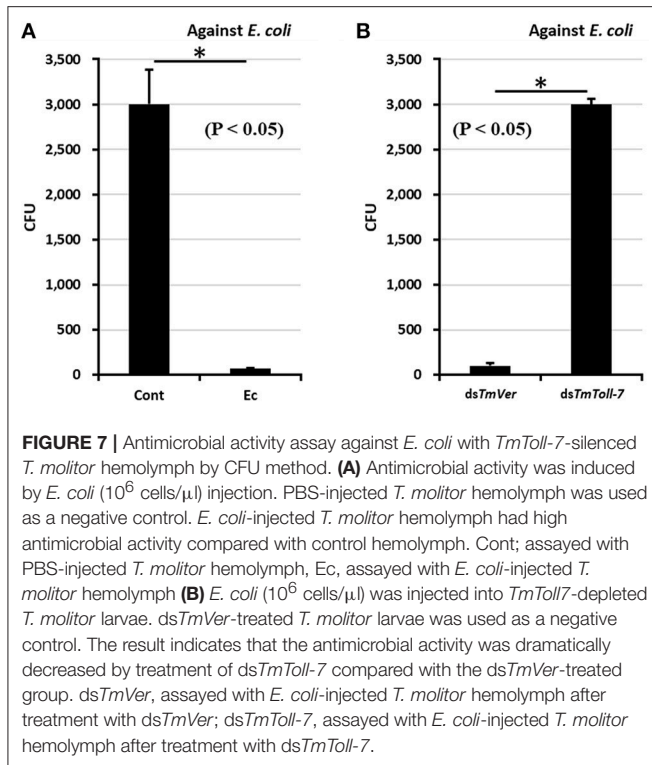 A
Against E. coli
3,500
*
3,000
(P < 0.05)
2,500
2,000
CFU
1,500
1,000
500
0
Cont Ec
B
Against E. coli
3,500
*
3,000
(P < 0.05)
2,500
2,000
CFU
1,500
1,000
500
0
dsTmVer dsTmToll-7
FIGURE 7 | Antimicrobial activity assay against E. coli with TmToll-7-silenced
T. molitor hemolymph by CFU method. (A) Antimicrobial activity was induced
by E. coli (10⁶ cells/μl) injection. PBS-injected T. molitor hemolymph was used
as a negative control. E. coli-injected T. molitor hemolymph had high
antimicrobial activity compared with control hemolymph. Cont; assayed with
PBS-injected T. molitor hemolymph, Ec, assayed with E. coli-injected T.
molitor hemolymph (B) E. coli (10⁶ cells/μl) was injected into TmToll7-depleted
T. molitor larvae. dsTmVer-treated T. molitor larvae was used as a negative
control. The result indicates that the antimicrobial activity was dramatically
decreased by treatment of dsTmToll-7 compared with the dsTmVer-treated
group. dsTmVer, assayed with E. coli-injected T. molitor hemolymph after
treatment with dsTmVer; dsTmToll-7, assayed with E. coli-injected T. molitor
hemolymph after treatment with dsTmToll-7.